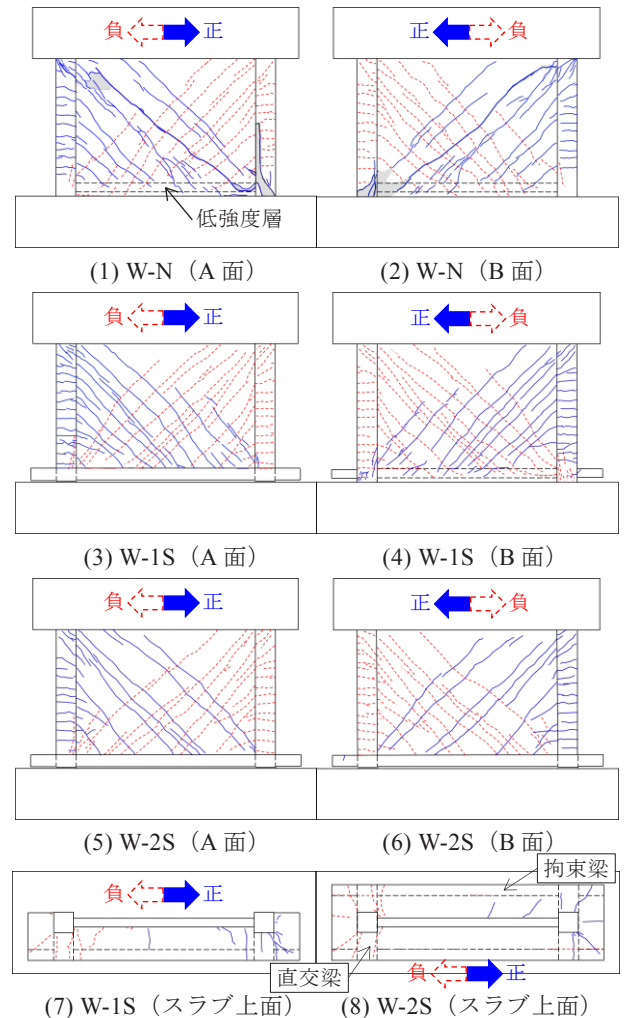 負 正
正 負
低強度層
(1) W-N（A 面）
(2) W-N（B 面）
負 正
正 負
(3) W-1S（A 面）
(4) W-1S（B 面）
負 正
正 負
(5) W-2S（A 面）
(6) W-2S（B 面）
拘束梁
負 正
直交梁
負 正
(7) W-1S（スラブ上面）
(8) W-2S（スラブ上面）